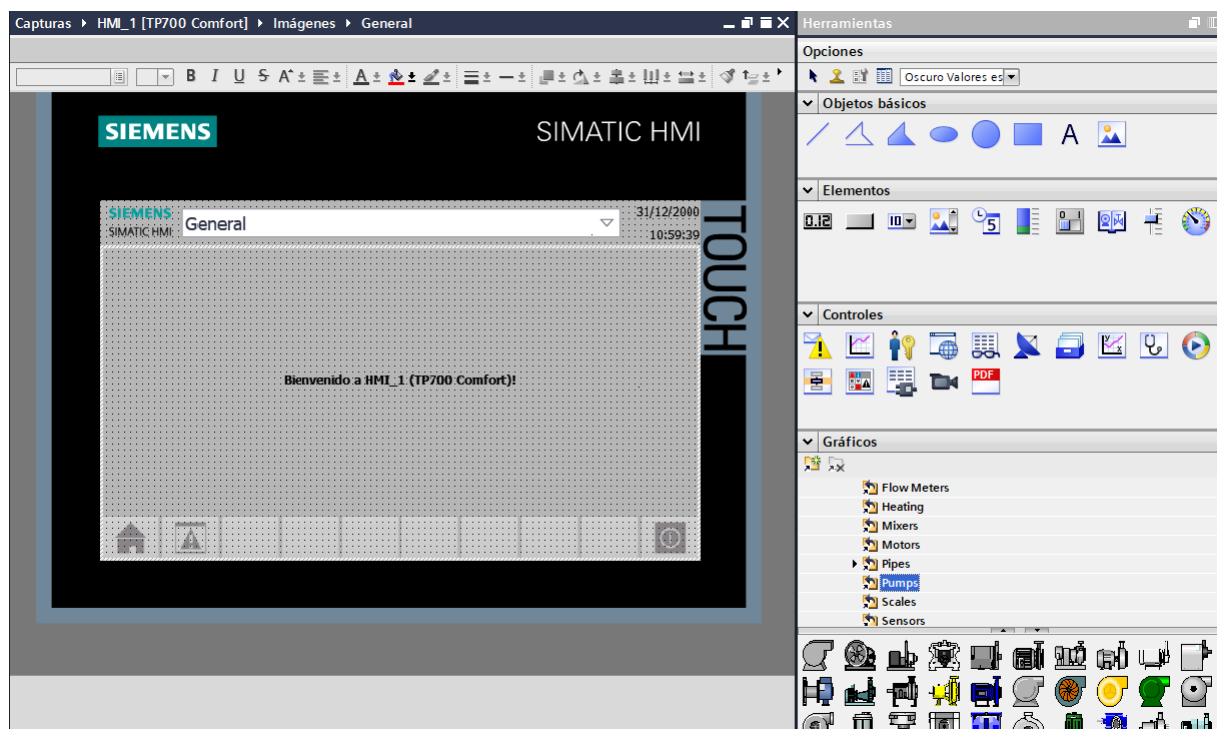 Capturas ▸ HMI_1 [TP700 Comfort] ▸ Imágenes ▸ General
Herramientas
Opciones
B I U S A A
Oscuro Valores es
Objetos básicos
A
SIEMENS
SIMATIC HMI
Elementos
SIEMENS
SIMATIC HMI
General
31/12/2000
10:59:39
TOUCH
0.12
10
5
Controles
Bienvenido a HMI_1 (TP700 Comfort)!
PDF
Gráficos
Flow Meters
Heating
Mixers
Motors
Pipes
Pumps
Scales
Sensors